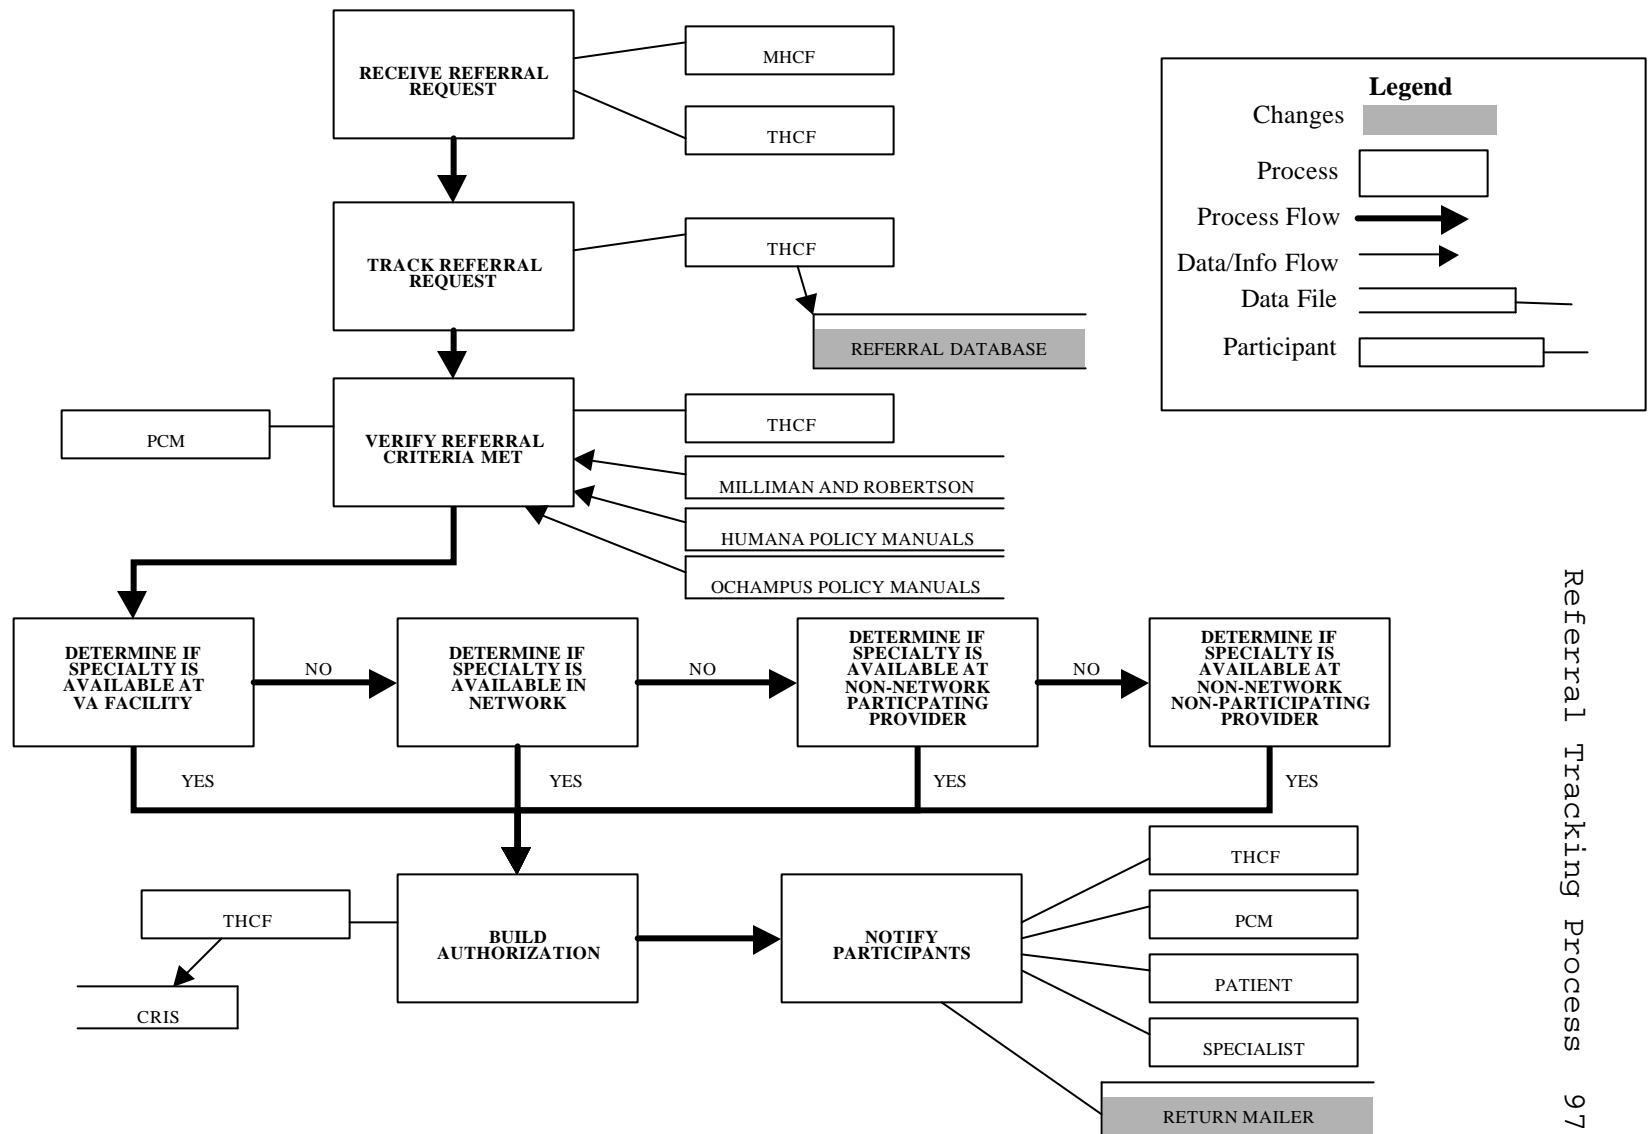 RECEIVE REFERRAL
REQUEST
MHCF
THCF
Legend
Changes
Process
Process Flow
Data/Info Flow
Data File
Participant
TRACK REFERRAL
REQUEST
THCF
REFERRAL DATABASE
PCM
VERIFY REFERRAL
CRITERIA MET
THCF
MILLIMAN AND ROBERTSON
HUMANA POLICY MANUALS
OCHAMPUS POLICY MANUALS
DETERMINE IF
SPECIALTY IS
AVAILABLE AT
VA FACILITY
NO
DETERMINE IF
SPECIALTY IS
AVAILABLE IN
NETWORK
NO
DETERMINE IF
SPECIALTY IS
AVAILABLE AT
NON-NETWORK
PARTICPATING
PROVIDER
NO
DETERMINE IF
SPECIALTY IS
AVAILABLE AT
NON-NETWORK
NON-PARTICIPATING
PROVIDER
YES
YES
YES
YES
THCF
CRIS
BUILD
AUTHORIZATION
NOTIFY
PARTICIPANTS
THCF
PCM
PATIENT
SPECIALIST
RETURN MAILER
Referral Tracking Process 97